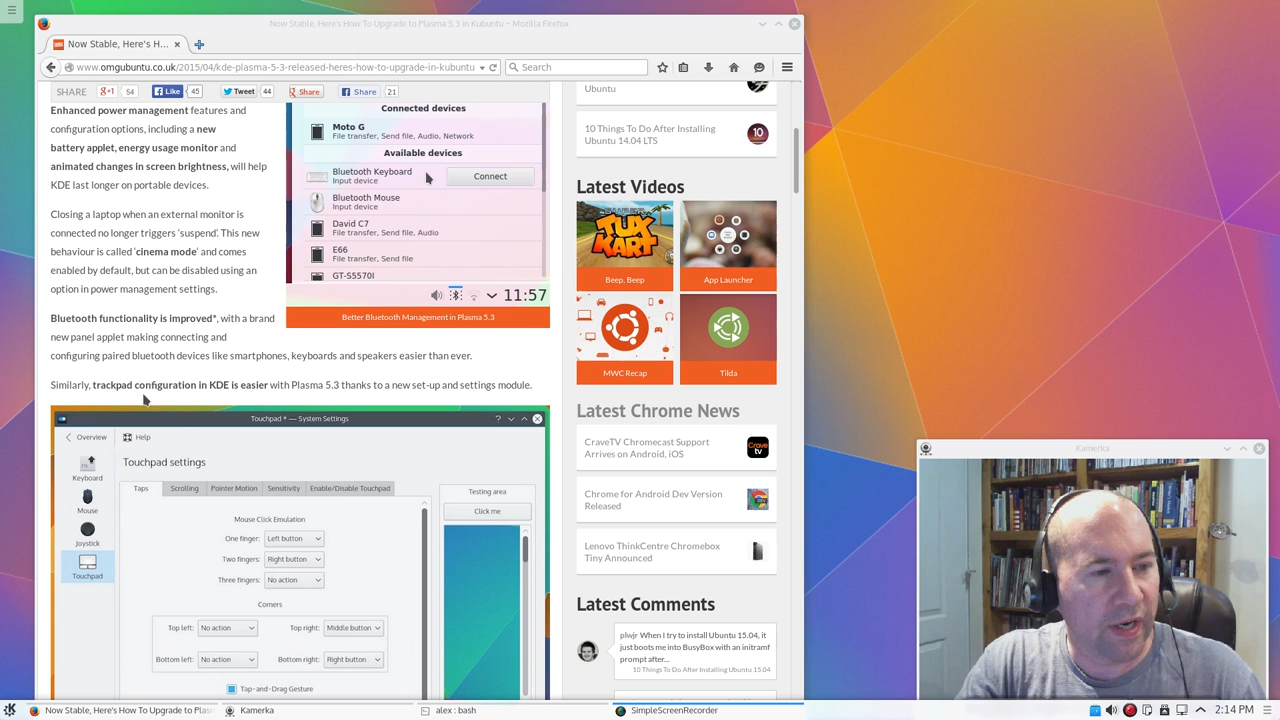 Now Stable, Here's How To Upgrade to Plasma 5.3 in Kubuntu – Mozilla Firefox
Now Stable, Here's H...
www.omgubuntu.co.uk/2015/04/kde-plasma-5-3-released-heres-how-to-upgrade-in-kubuntu
Search
SHARE
+1
54
Like
45
Tweet
44
Share
Share
21
Enhanced power management features and
configuration options, including a new
battery applet, energy usage monitor and
animated changes in screen brightness, will help
KDE last longer on portable devices.
Closing a laptop when an external monitor is
connected no longer triggers 'suspend'. This new
behaviour is called 'cinema mode' and comes
enabled by default, but can be disabled using an
option in power management settings.
Bluetooth functionality is improved*, with a brand
new panel applet making connecting and
configuring paired bluetooth devices like smartphones, keyboards and speakers easier than ever.
Similarly, trackpad configuration in KDE is easier with Plasma 5.3 thanks to a new set-up and settings module.
Connected devices
Moto G
File transfer, Send file, Audio, Network
Available devices
Bluetooth Keyboard
Input device
Connect
Bluetooth Mouse
Input device
David C7
File transfer, Send file, Audio
E66
File transfer, Send file
GT-S5570I
11:57
Better Bluetooth Management in Plasma 5.3
Touchpad * — System Settings
Overview
Help
Keyboard
Mouse
Joystick
Touchpad
Touchpad settings
Taps
Scrolling
Pointer Motion
Sensitivity
Enable/Disable Touchpad
Mouse Click Emulation
One finger:
Left button
Two fingers:
Right button
Three fingers:
No action
Corners
Top left:
No action
Top right:
Middle button
Bottom left:
No action
Bottom right:
Right button
Tap-and-Drag Gesture
Testing area
Click me
Ubuntu
10 Things To Do After Installing
Ubuntu 14.04 LTS
10
Latest Videos
TUX
KART
Beep, Beep
App Launcher
MWC Recap
Tilda
Latest Chrome News
CraveTV Chromecast Support
Arrives on Android, iOS
Crave
tv
Chrome for Android Dev Version
Released
Lenovo ThinkCentre Chromebox
Tiny Announced
Latest Comments
plwjr When I try to install Ubuntu 15.04, it
just boots me into BusyBox with an initramf
prompt after...
10 Things To Do After Installing Ubuntu 15.04
Kamerka
Now Stable, Here's How To Upgrade to Plasm
Kamerka
alex : bash
SimpleScreenRecorder
2:14 PM